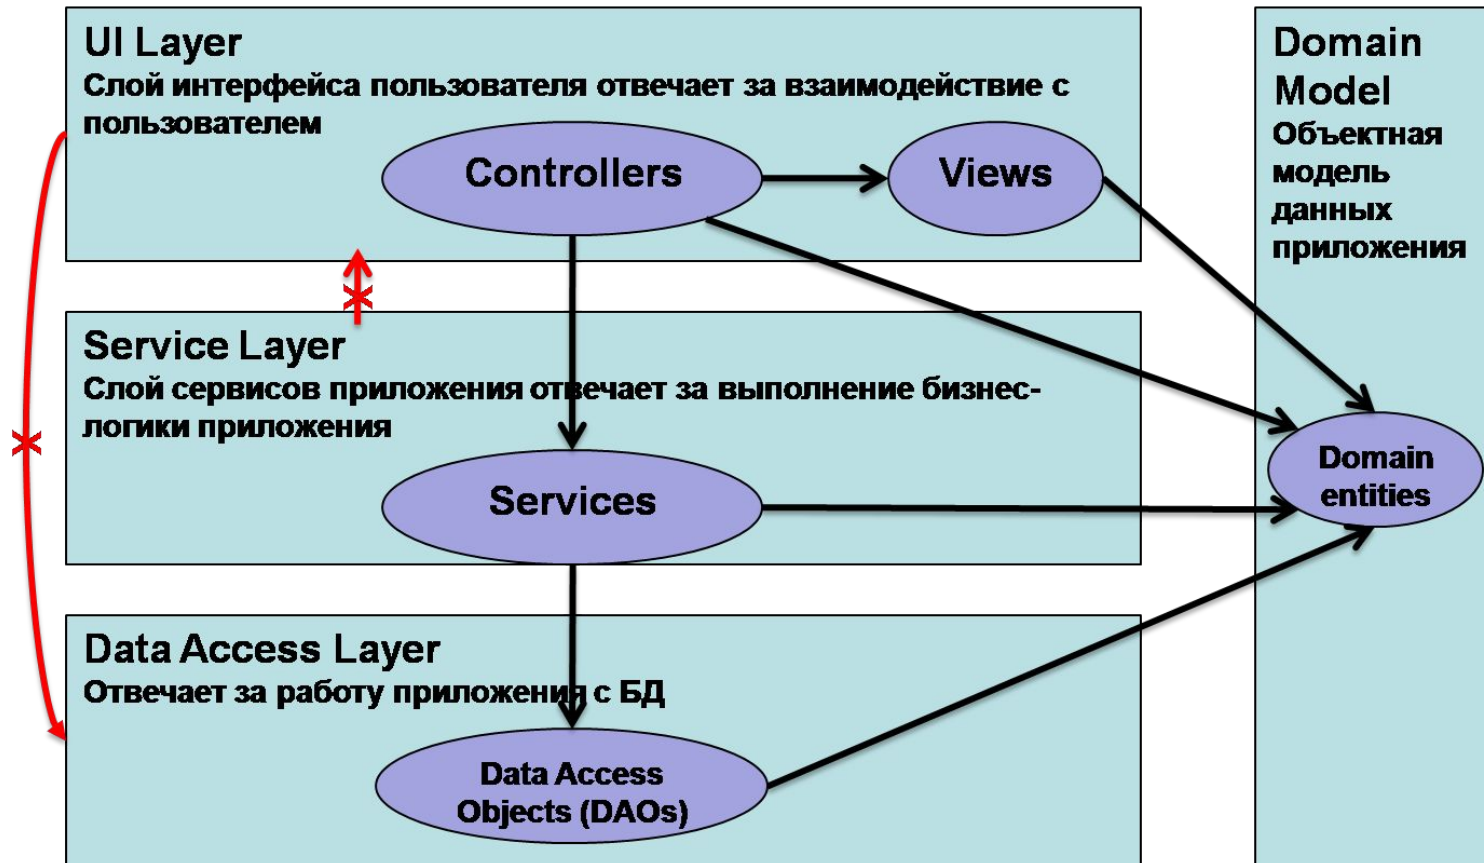 UI Layer
Слой интерфейса пользователя отвечает за взаимодействие с
пользователем
Controllers
Views
Service Layer
Слой сервисов приложения отвечает за выполнение бизнес-
логики приложения
Services
Data Access Layer
Отвечает за работу приложения с БД
Data Access
Objects (DAOs)
Domain
Model
Объектная
модель
данных
приложения
Domain
entities